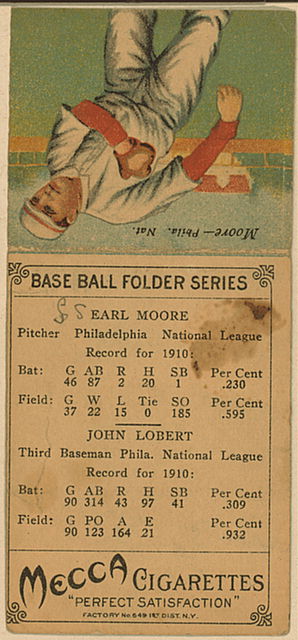 Moore—Phila. Nat.
BASE BALL FOLDER SERIES
EARL MOORE
Pitcher Philadelphia National League
Record for 1910:
Bat: G AB R H SB Per Cent
46 87 2 20 1 .230
Field: G W L Tie SO Per Cent
37 22 15 0 185 .595
JOHN LOBERT
Third Baseman Phila. National League
Record for 1910:
Bat: G AB R H SB Per Cent
90 314 43 97 41 .309
Field: G PO A E Per Cent
90 123 164 21 .932
MECCA CIGARETTES
"PERFECT SATISFACTION"
FACTORY No 649 1ST DIST. N.Y.